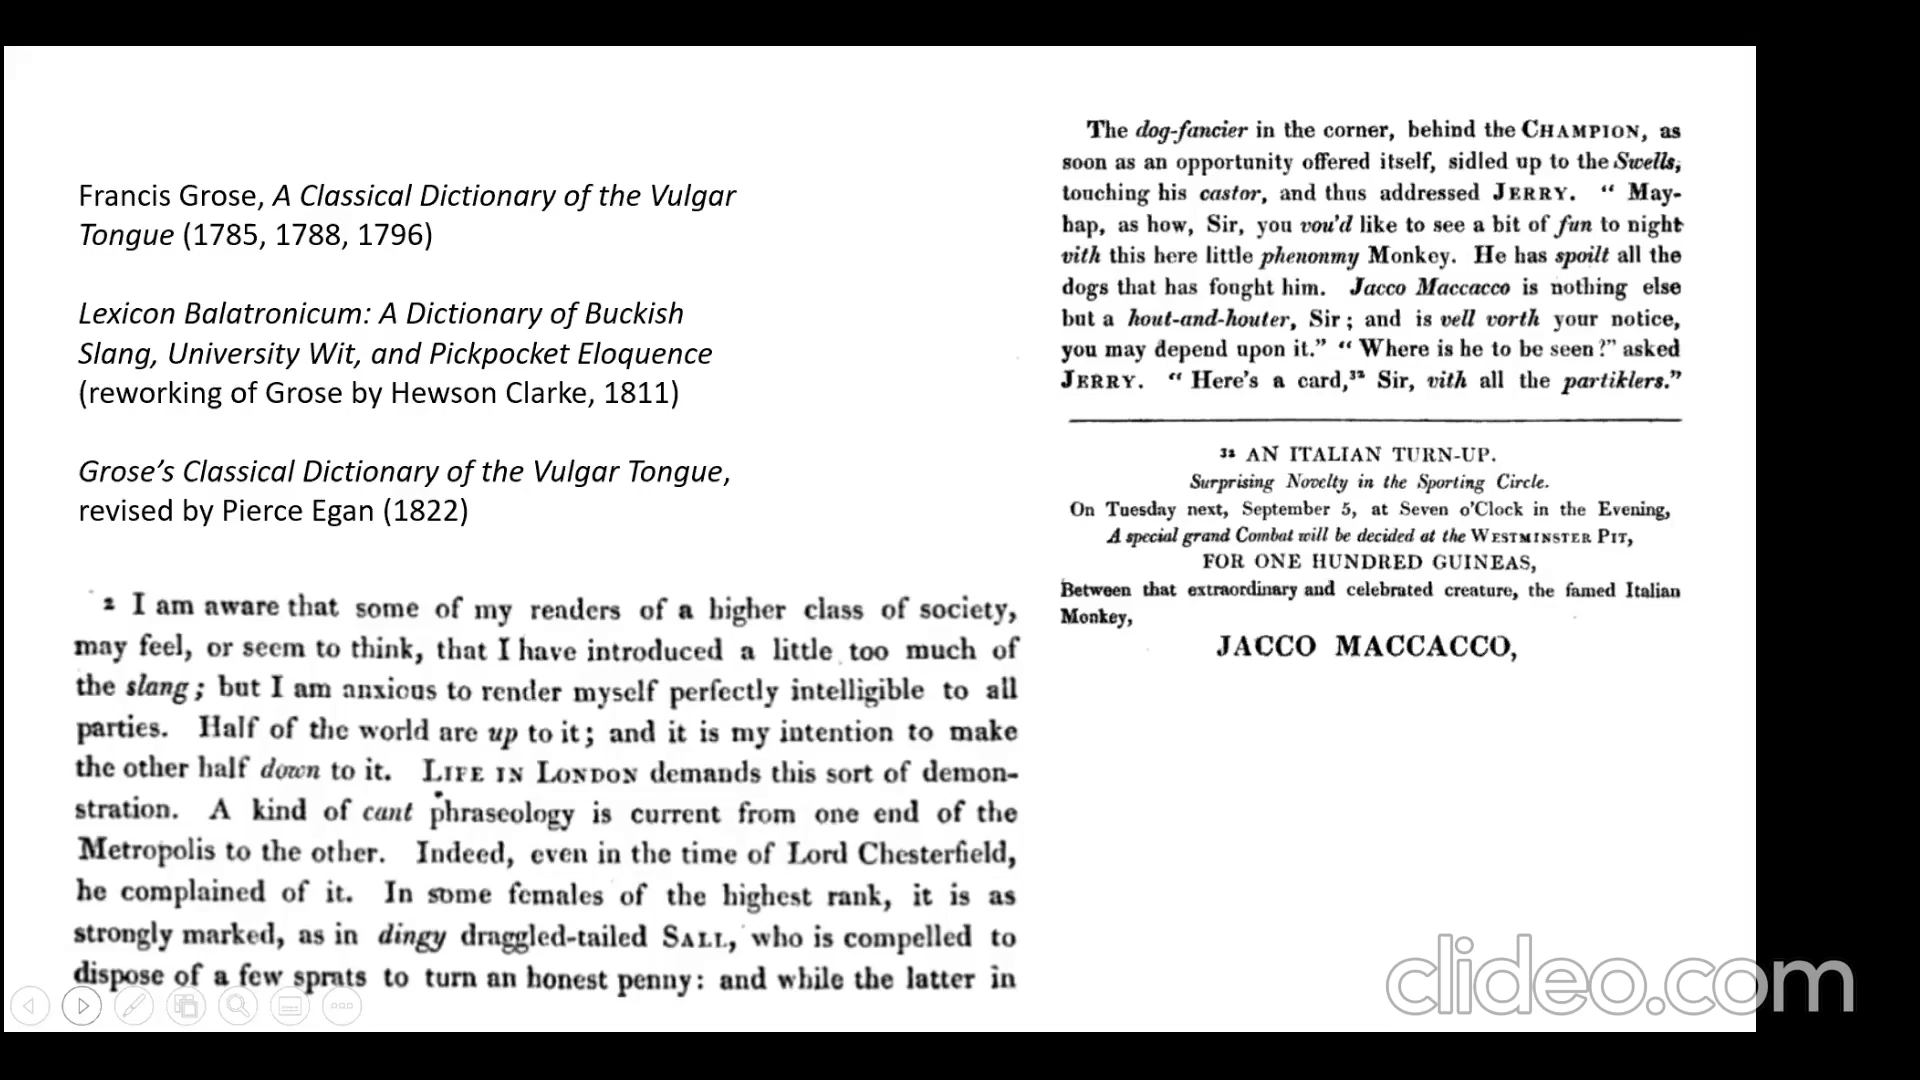 Francis Grose, A Classical Dictionary of the Vulgar
Tongue (1785, 1788, 1796)
Lexicon Balatronicum: A Dictionary of Buckish
Slang, University Wit, and Pickpocket Eloquence
(reworking of Grose by Hewson Clarke, 1811)
Grose’s Classical Dictionary of the Vulgar Tongue,
revised by Pierce Egan (1822)
2 I am aware that some of my readers of a higher class of society,
may feel, or seem to think, that I have introduced a little too much of
the slang; but I am anxious to render myself perfectly intelligible to all
parties. Half of the world are up to it; and it is my intention to make
the other half down to it. LIFE IN LONDON demands this sort of demon-
stration. A kind of cant phraseology is current from one end of the
Metropolis to the other. Indeed, even in the time of Lord Chesterfield,
he complained of it. In some females of the highest rank, it is as
strongly marked, as in dingy draggled-tailed SALL, who is compelled to
dispose of a few sprats to turn an honest penny: and while the latter in
The dog-fancier in the corner, behind the CHAMPION, as
soon as an opportunity offered itself, sidled up to the Swells,
touching his castor, and thus addressed JERRY. “ May-
hap, as how, Sir, you vou’d like to see a bit of fun to night
vith this here little phenonmy Monkey. He has spoilt all the
dogs that has fought him. Jacco Maccacco is nothing else
but a hout-and-houter, Sir; and is vell vorth your notice,
you may depend upon it.” “ Where is he to be seen?” asked
JERRY. “ Here’s a card,32 Sir, vith all the partiklers.”
32 AN ITALIAN TURN-UP.
Surprising Novelty in the Sporting Circle.
On Tuesday next, September 5, at Seven o’Clock in the Evening,
A special grand Combat will be decided at the WESTMINSTER PIT,
FOR ONE HUNDRED GUINEAS,
Between that extraordinary and celebrated creature, the famed Italian
Monkey,
JACCO MACCACCO,
clideo.com